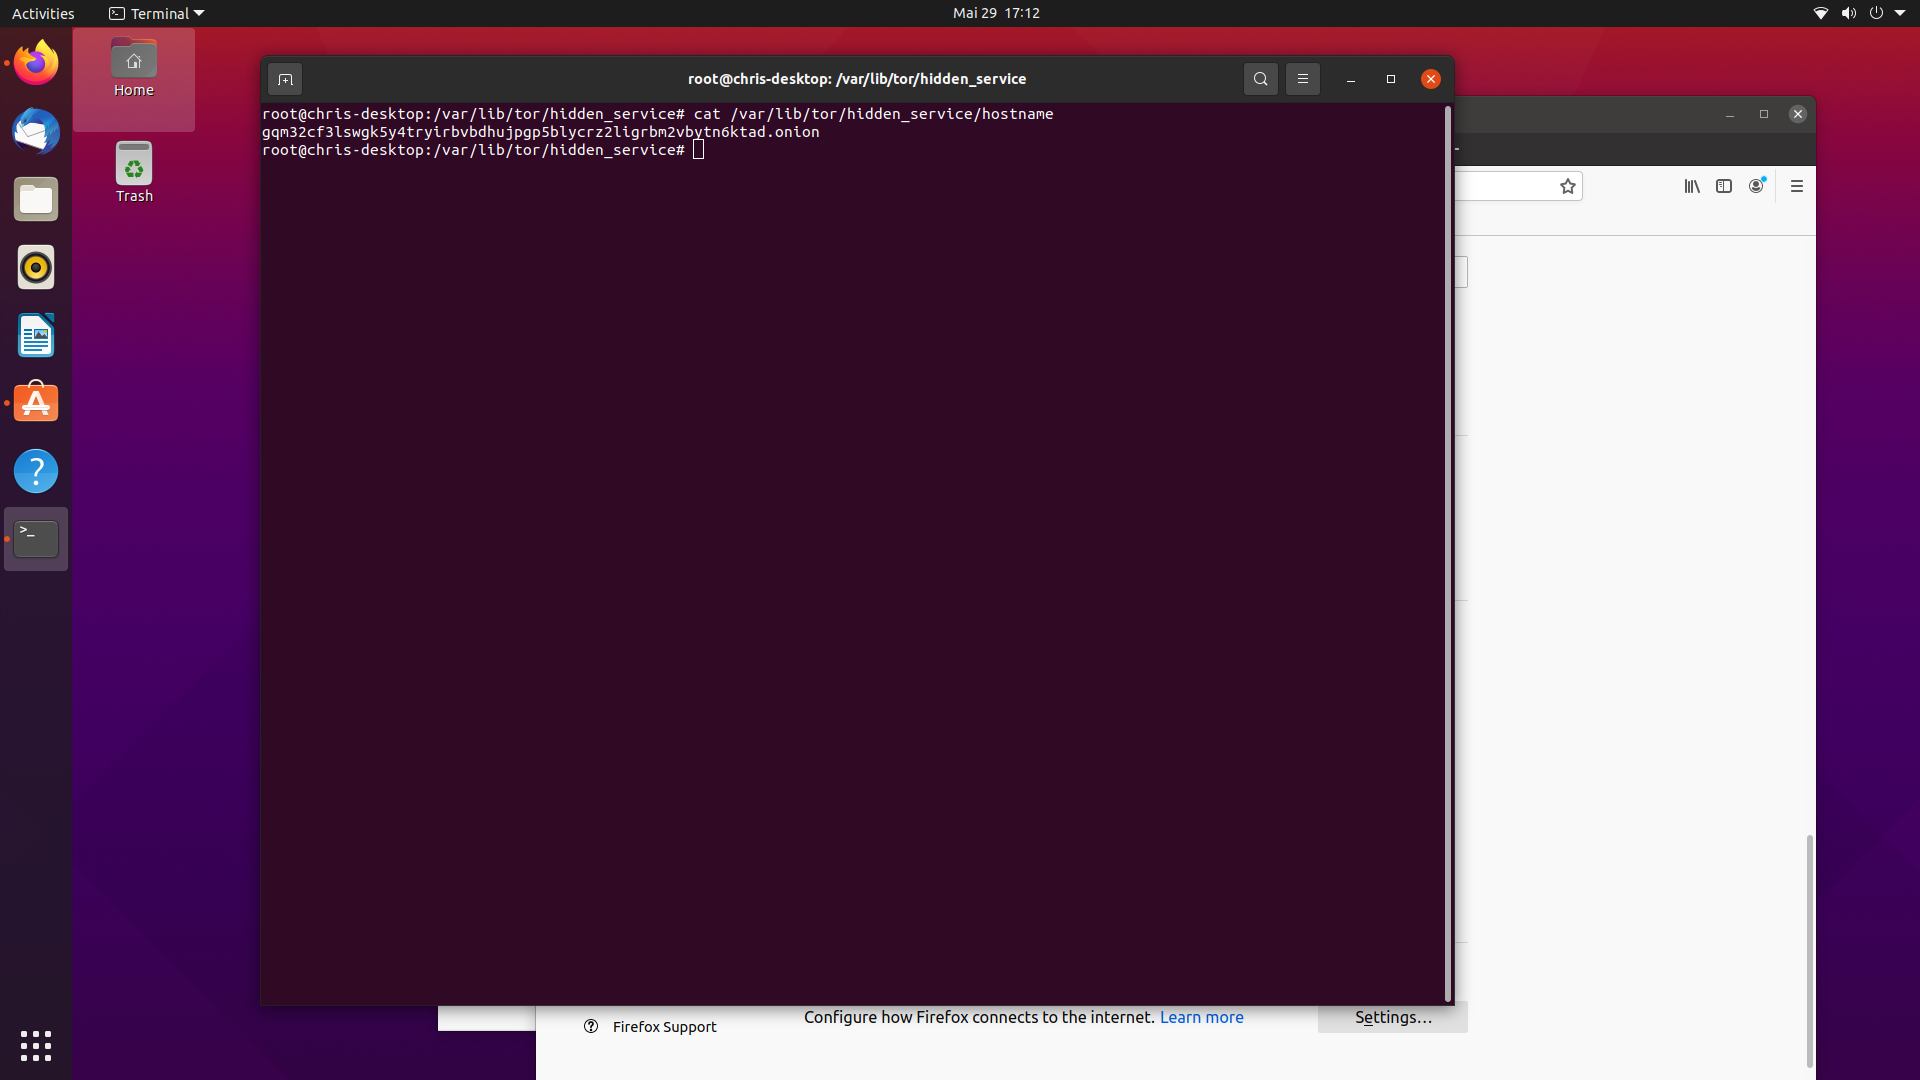 Activities
Terminal
Mai 29 17:12
Home
Trash
root@chris-desktop: /var/lib/tor/hidden_service
root@chris-desktop:/var/lib/tor/hidden_service# cat /var/lib/tor/hidden_service/hostname
gqm32cf3lswgk5y4tryirbvbdhujpgp5blycrz2ligrbm2vbytn6ktad.onion
root@chris-desktop:/var/lib/tor/hidden_service#
Firefox Support
Configure how Firefox connects to the internet. Learn more
Settings...